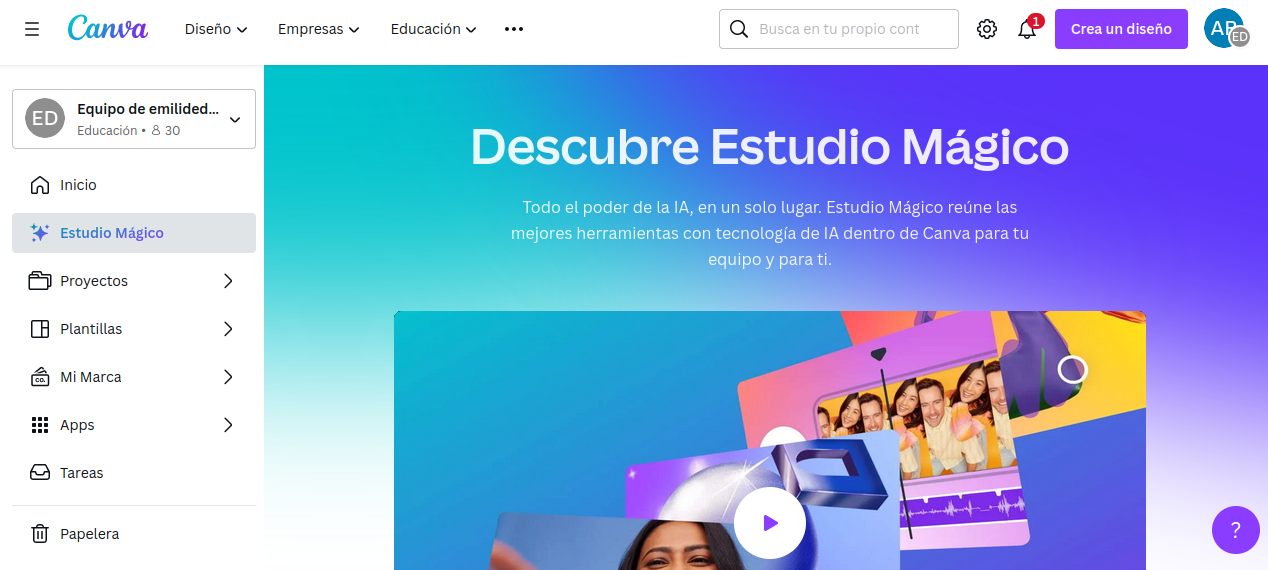 Canva
Diseño
Empresas
Educación
Busca en tu propio cont
1
Crea un diseño
AP
ED
ED
Equipo de emilided...
Educación • 30
Inicio
Estudio Mágico
Proyectos
Plantillas
CO.
Mi Marca
Apps
Tareas
Papelera
Descubre Estudio Mágico
Todo el poder de la IA, en un solo lugar. Estudio Mágico reúne las
mejores herramientas con tecnología de IA dentro de Canva para tu
equipo y para ti.
?